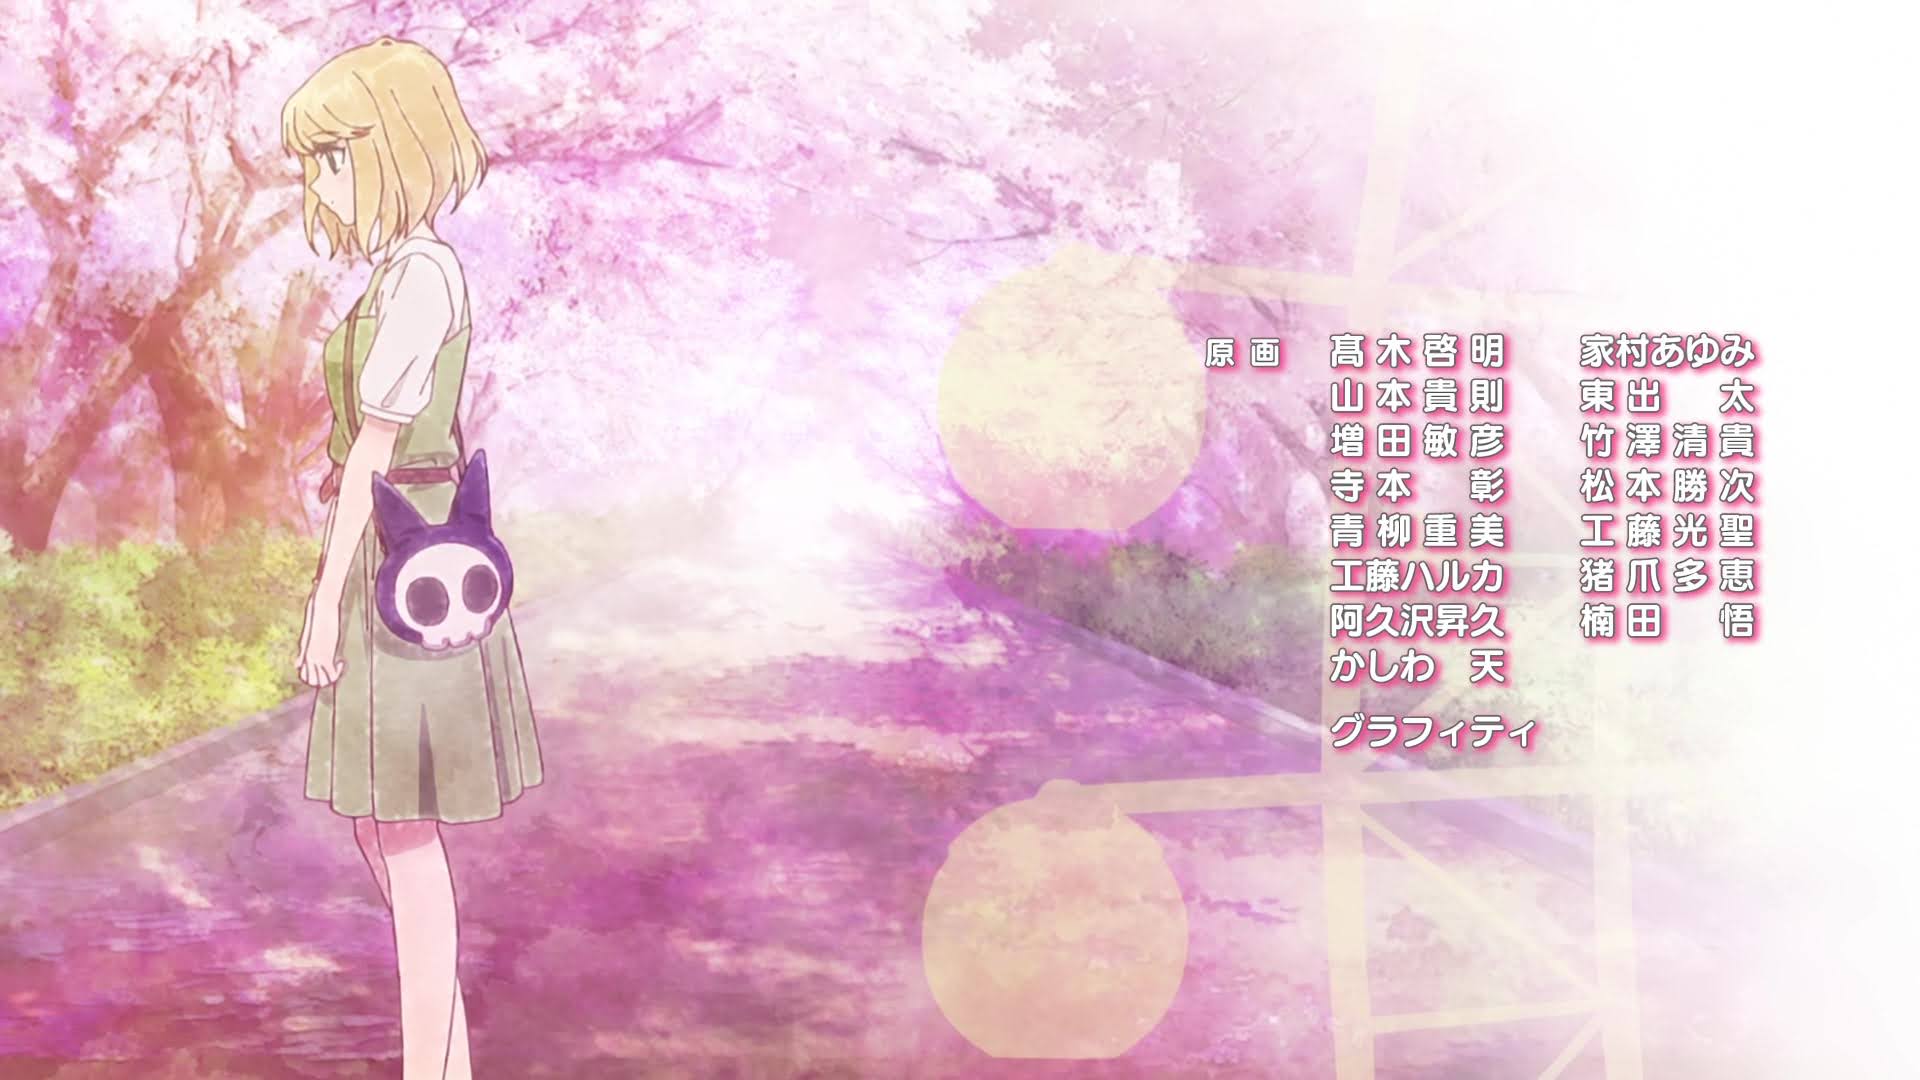 原画 髙木啓明 家村あゆみ
山本貴則 東出 太
増田敏彦 竹澤清貴
寺本 彰 松本勝次
青柳重美 工藤光聖
工藤ハルカ 猪爪多恵
阿久沢昇久 楠田 悟
かしわ 天
グラフィティ